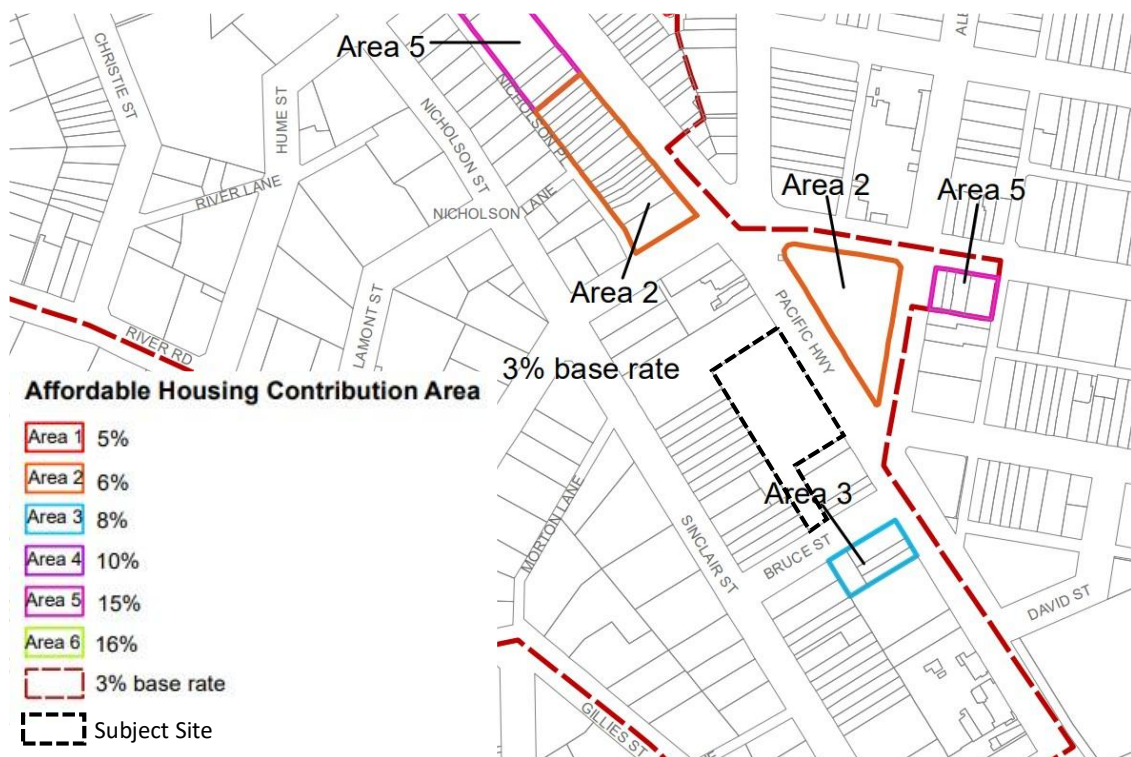 Area 5
CHRISTIE ST
HUME ST
NICHOLSON ST
NICHOLSON PL
RIVER LANE
NICHOLSON LANE
Area 2
Area 5
Area 2
LAMONT ST
RIVER RD
PACIFIC HWY
3% base rate
Affordable Housing Contribution Area
Area 1 5%
Area 2 6%
Area 3 8%
Area 4 10%
Area 5 15%
Area 6 16%
3% base rate
Subject Site
Area 3
MORTON LANE
SINCLAIR ST
BRUCE ST
DAVID ST
GILLIES ST